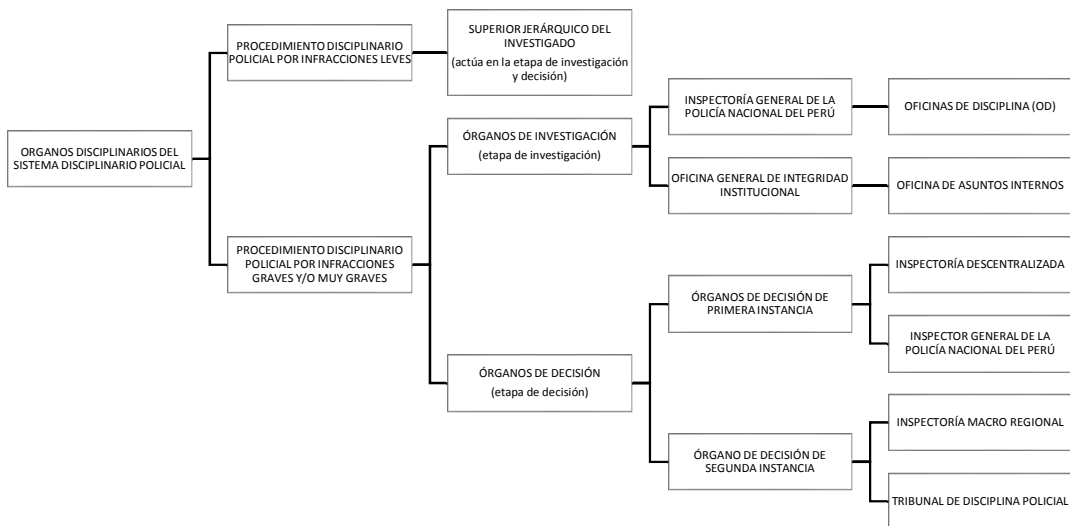 ORGANOS DISCIPLINARIOS DEL
SISTEMA DISCIPLINARIO POLICIAL
PROCEDIMIENTO DISCIPLINARIO
POLICIAL POR INFRACCIONES LEVES
SUPERIOR JERÁRQUICO DEL
INVESTIGADO
(actúa en la etapa de investigación
y decisión)
PROCEDIMIENTO DISCIPLINARIO
POLICIAL POR INFRACCIONES
GRAVES Y/O MUY GRAVES
ÓRGANOS DE INVESTIGACIÓN
(etapa de investigación)
INSPECTORÍA GENERAL DE LA
POLICÍA NACIONAL DEL PERÚ
OFICINAS DE DISCIPLINA (OD)
OFICINA GENERAL DE INTEGRIDAD
INSTITUCIONAL
OFICINA DE ASUNTOS INTERNOS
ÓRGANOS DE DECISIÓN
(etapa de decisión)
ÓRGANOS DE DECISIÓN DE
PRIMERA INSTANCIA
INSPECTORÍA DESCENTRALIZADA
INSPECTOR GENERAL DE LA
POLICÍA NACIONAL DEL PERÚ
ÓRGANO DE DECISIÓN DE
SEGUNDA INSTANCIA
INSPECTORÍA MACRO REGIONAL
TRIBUNAL DE DISCIPLINA POLICIAL